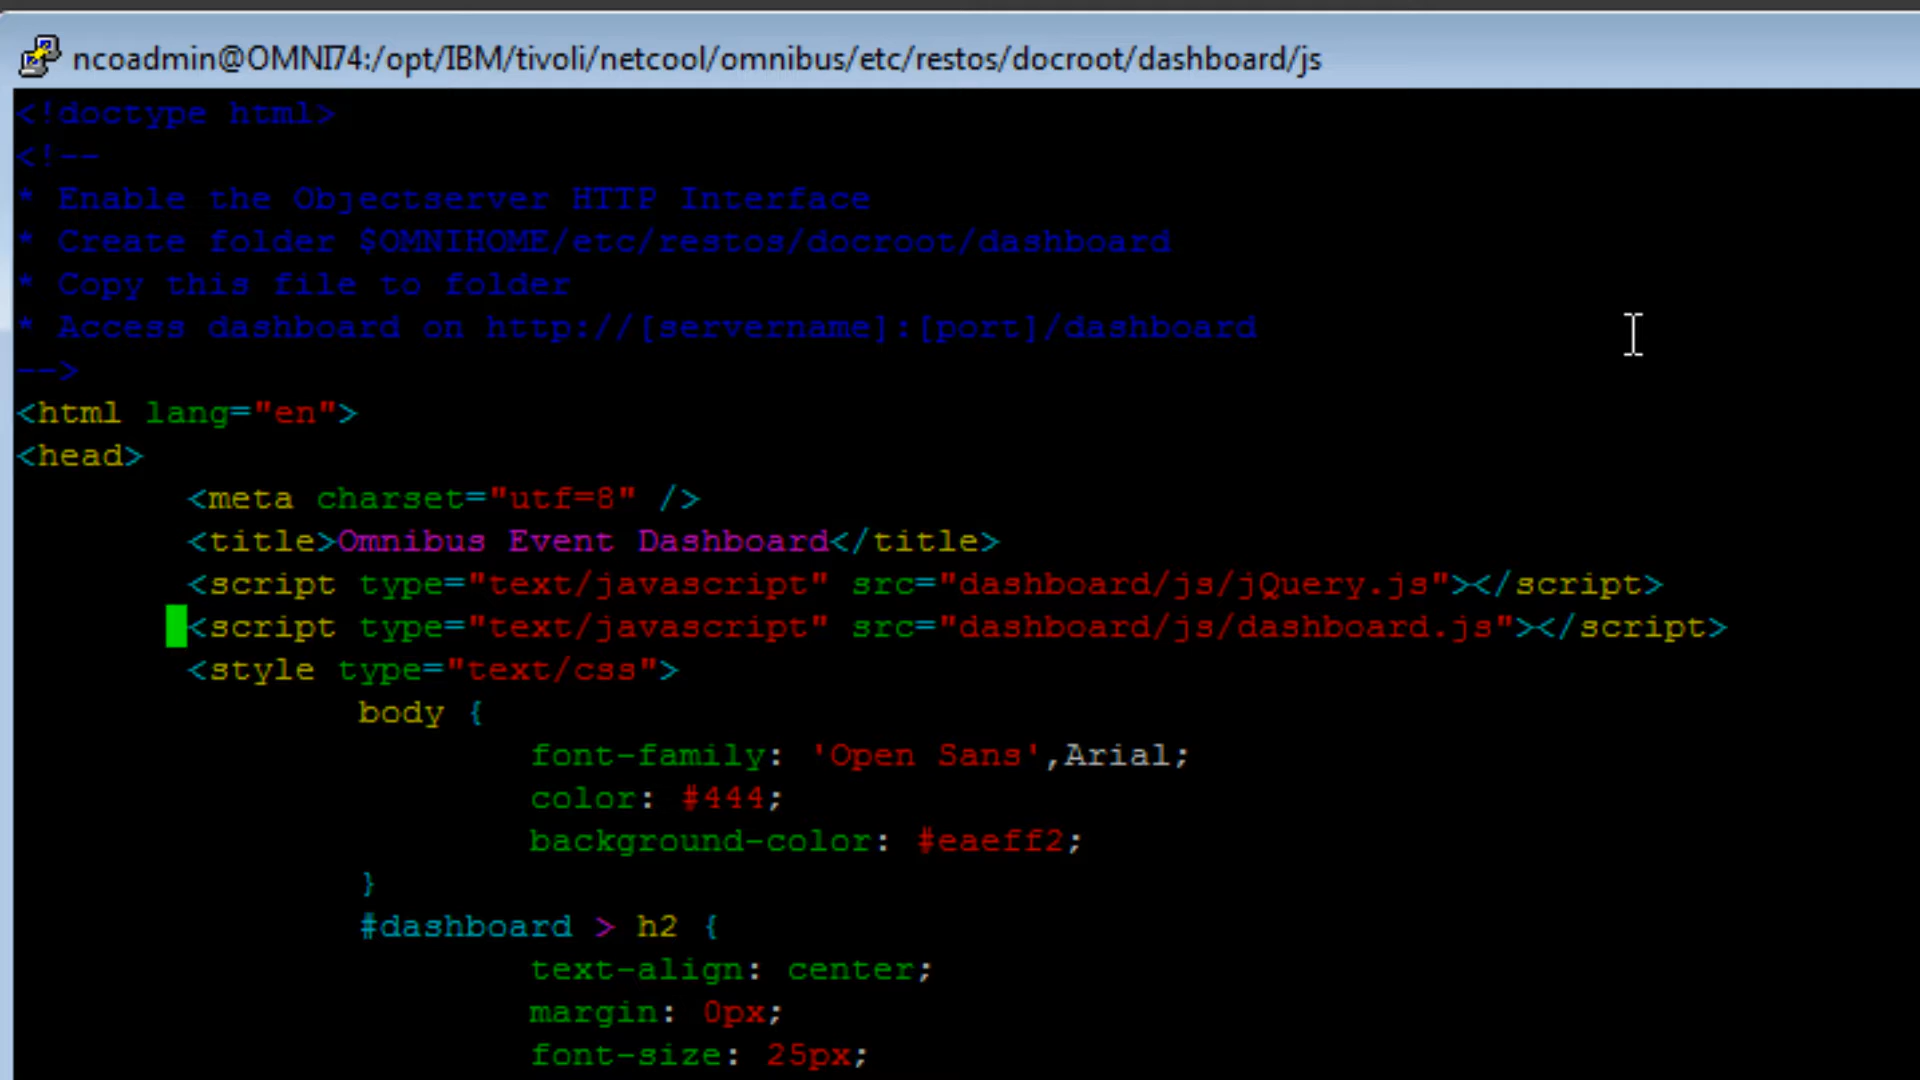 ncoadmin@OMNI74:/opt/IBM/tivoli/netcool/omnibus/etc/restos/docroot/dashboard/js
<!doctype html>
<!--
* Enable the Objectserver HTTP Interface
* Create folder $OMNIHOME/etc/restos/docroot/dashboard
* Copy this file to folder
* Access dashboard on http://[servername]:[port]/dashboard
-->
<html lang="en">
<head>
<meta charset="utf=8" />
<title>Omnibus Event Dashboard</title>
<script type="text/javascript" src="dashboard/js/jQuery.js"></script>
<script type="text/javascript" src="dashboard/js/dashboard.js"></script>
<style type="text/css">
body {
font-family: 'Open Sans',Arial;
color: #444;
background-color: #eaeff2;
}
#dashboard > h2 {
text-align: center;
margin: 0px;
font-size: 25px;